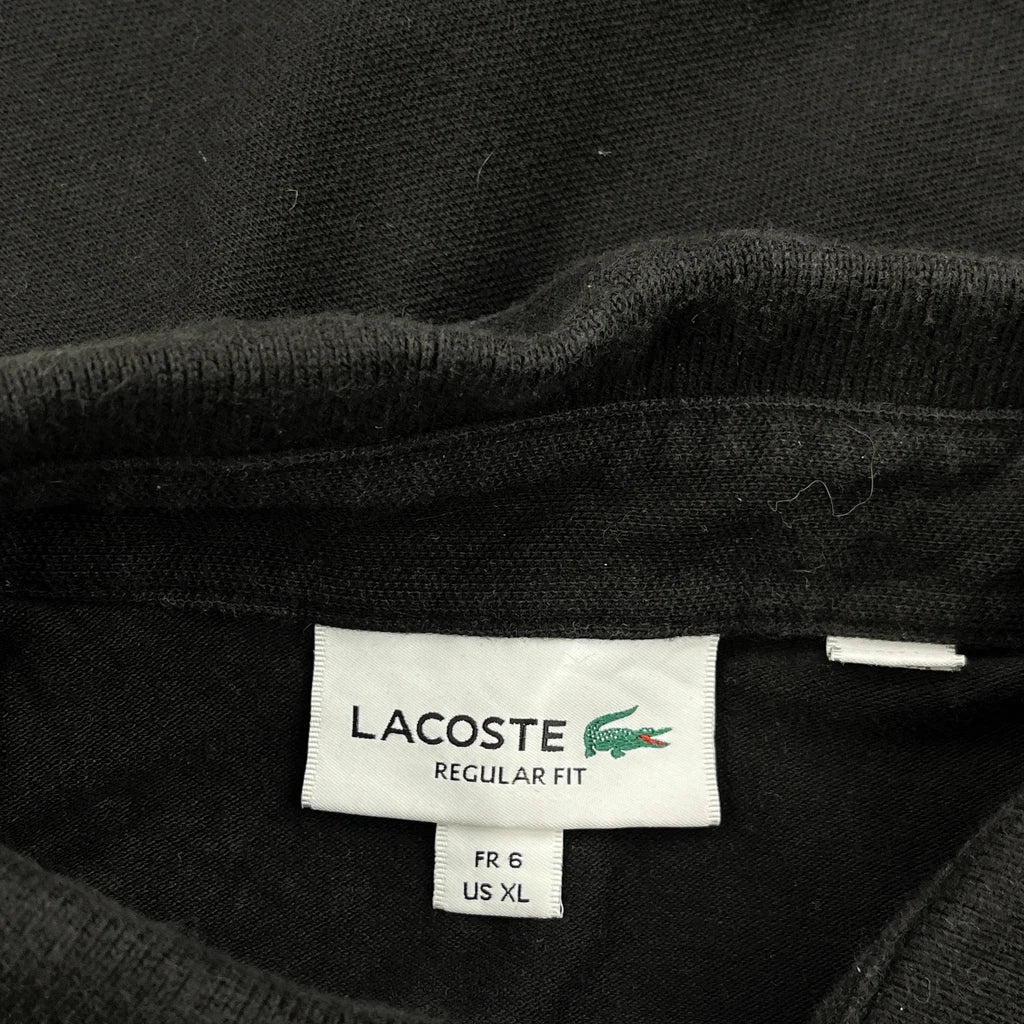 LACOSTE
REGULAR FIT
FR 6
US XL